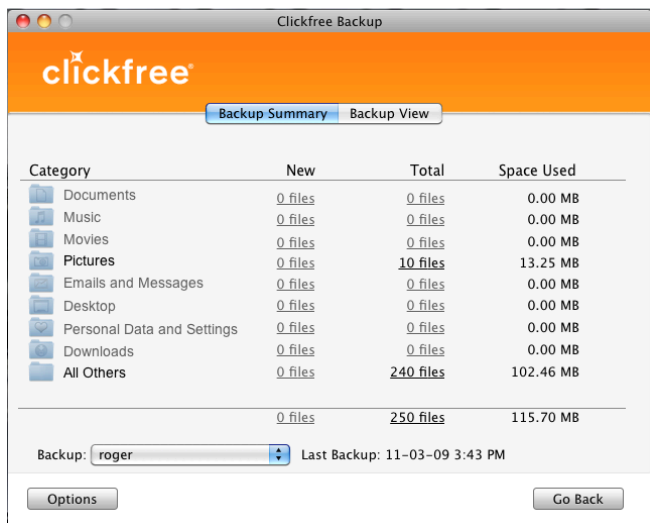 Clickfree Backup
clickfree®
Backup Summary Backup View
Category New Total Space Used
Documents 0 files 0 files 0.00 MB
Music 0 files 0 files 0.00 MB
Movies 0 files 0 files 0.00 MB
Pictures 0 files 10 files 13.25 MB
Emails and Messages 0 files 0 files 0.00 MB
Desktop 0 files 0 files 0.00 MB
Personal Data and Settings 0 files 0 files 0.00 MB
Downloads 0 files 0 files 0.00 MB
All Others 0 files 240 files 102.46 MB
0 files 250 files 115.70 MB
Backup: roger Last Backup: 11-03-09 3:43 PM
Options Go Back